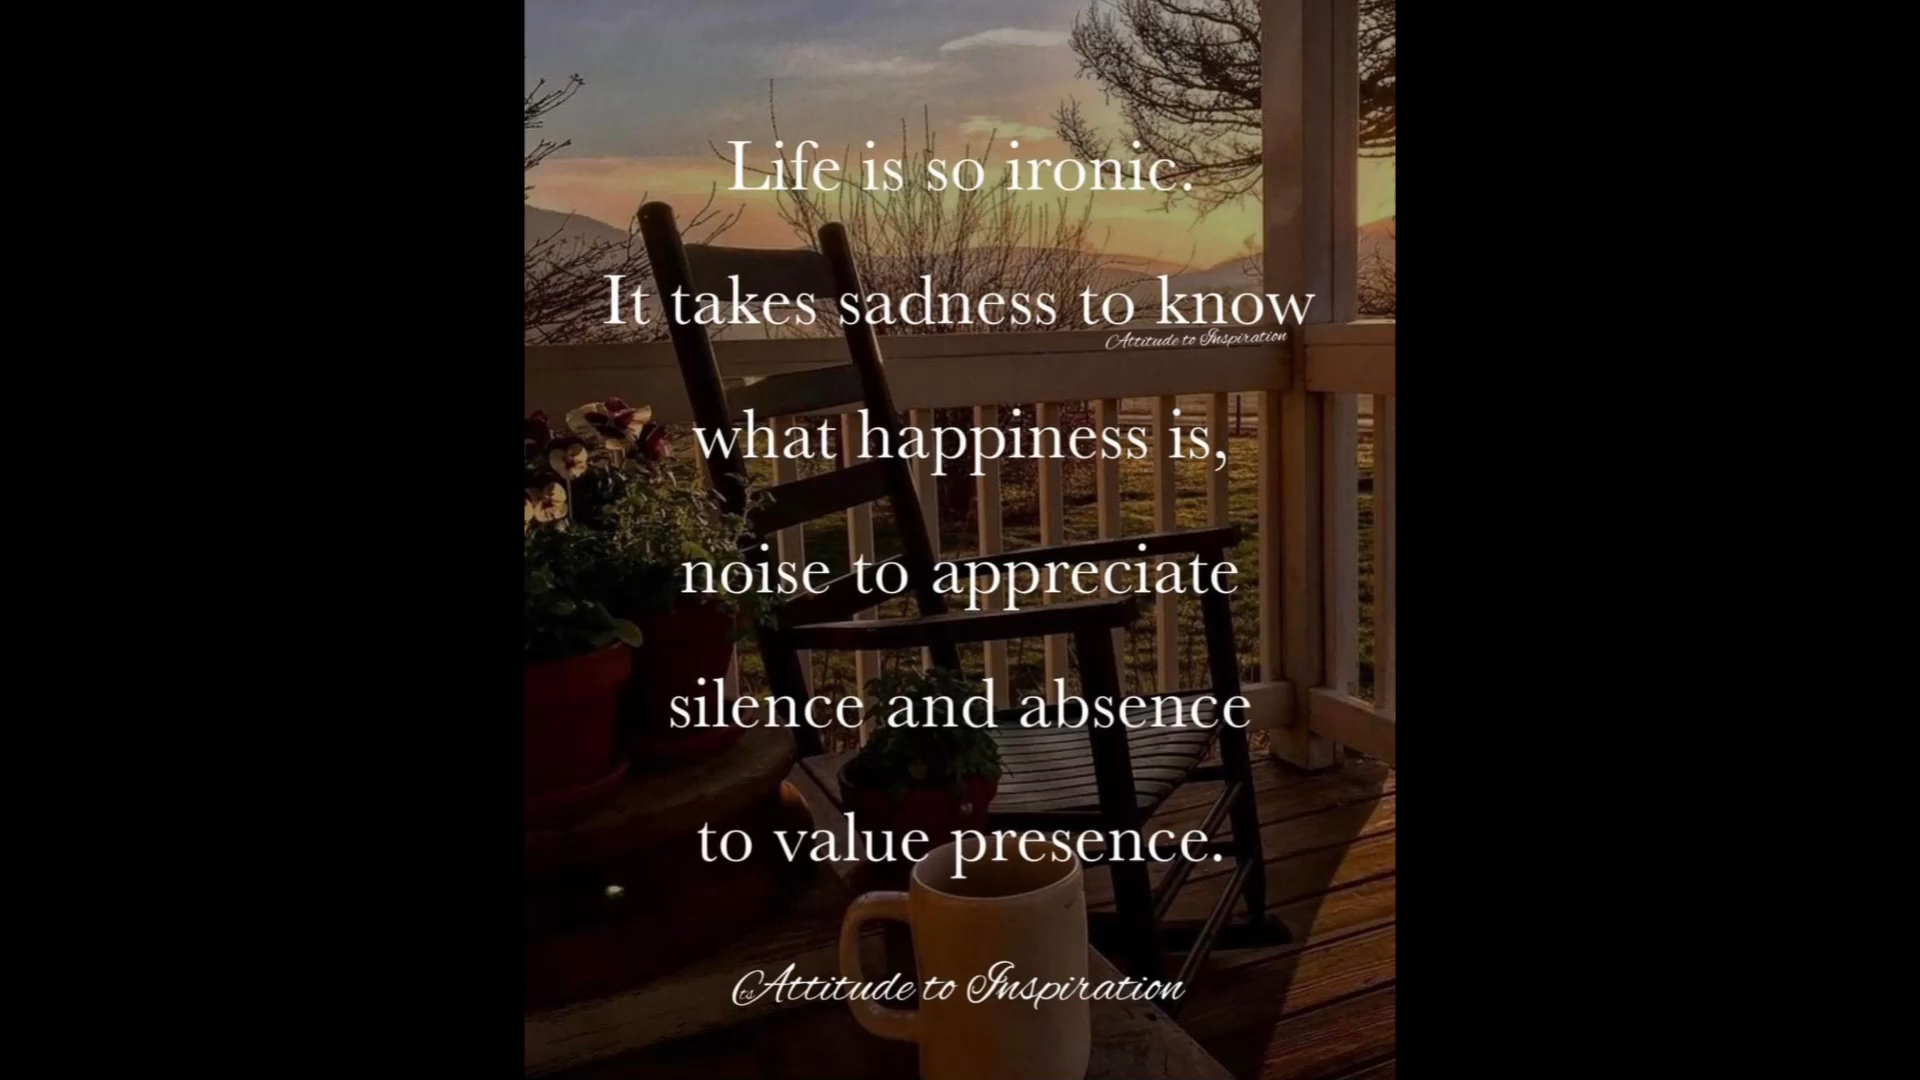 Life is so ironic.
It takes sadness to know
Attitude to Inspiration
what happiness is,
noise to appreciate
silence and absence
to value presence.
ts Attitude to Inspiration